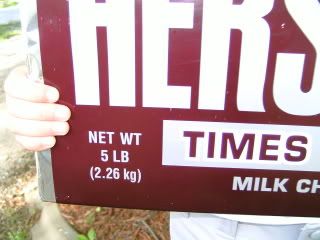 HERS
NET WT
5 LB
(2.26 kg)
TIMES
MILK CH